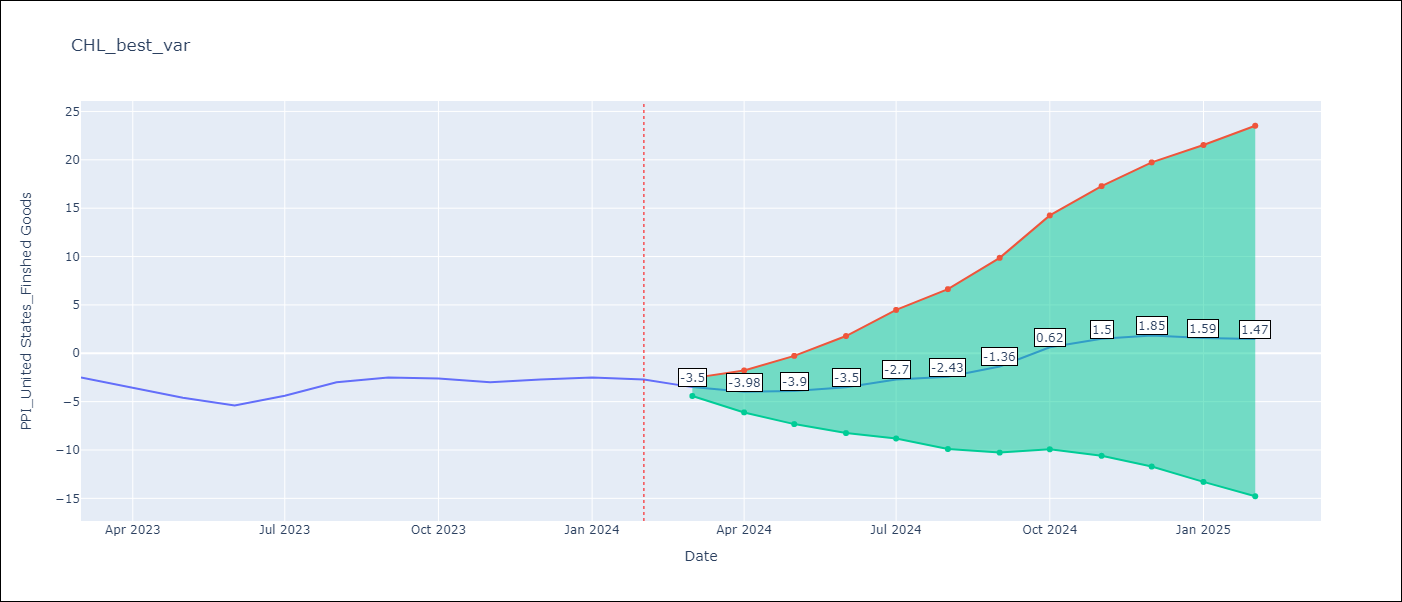 CHL_best_var
PPI_United States_Finshed Goods
25
20
15
10
5
0
−5
−10
−15
-3.5
-3.98
-3.9
-3.5
-2.7
-2.43
-1.36
0.62
1.5
1.85
1.59
1.47
Apr 2023
Jul 2023
Oct 2023
Jan 2024
Apr 2024
Jul 2024
Oct 2024
Jan 2025
Date